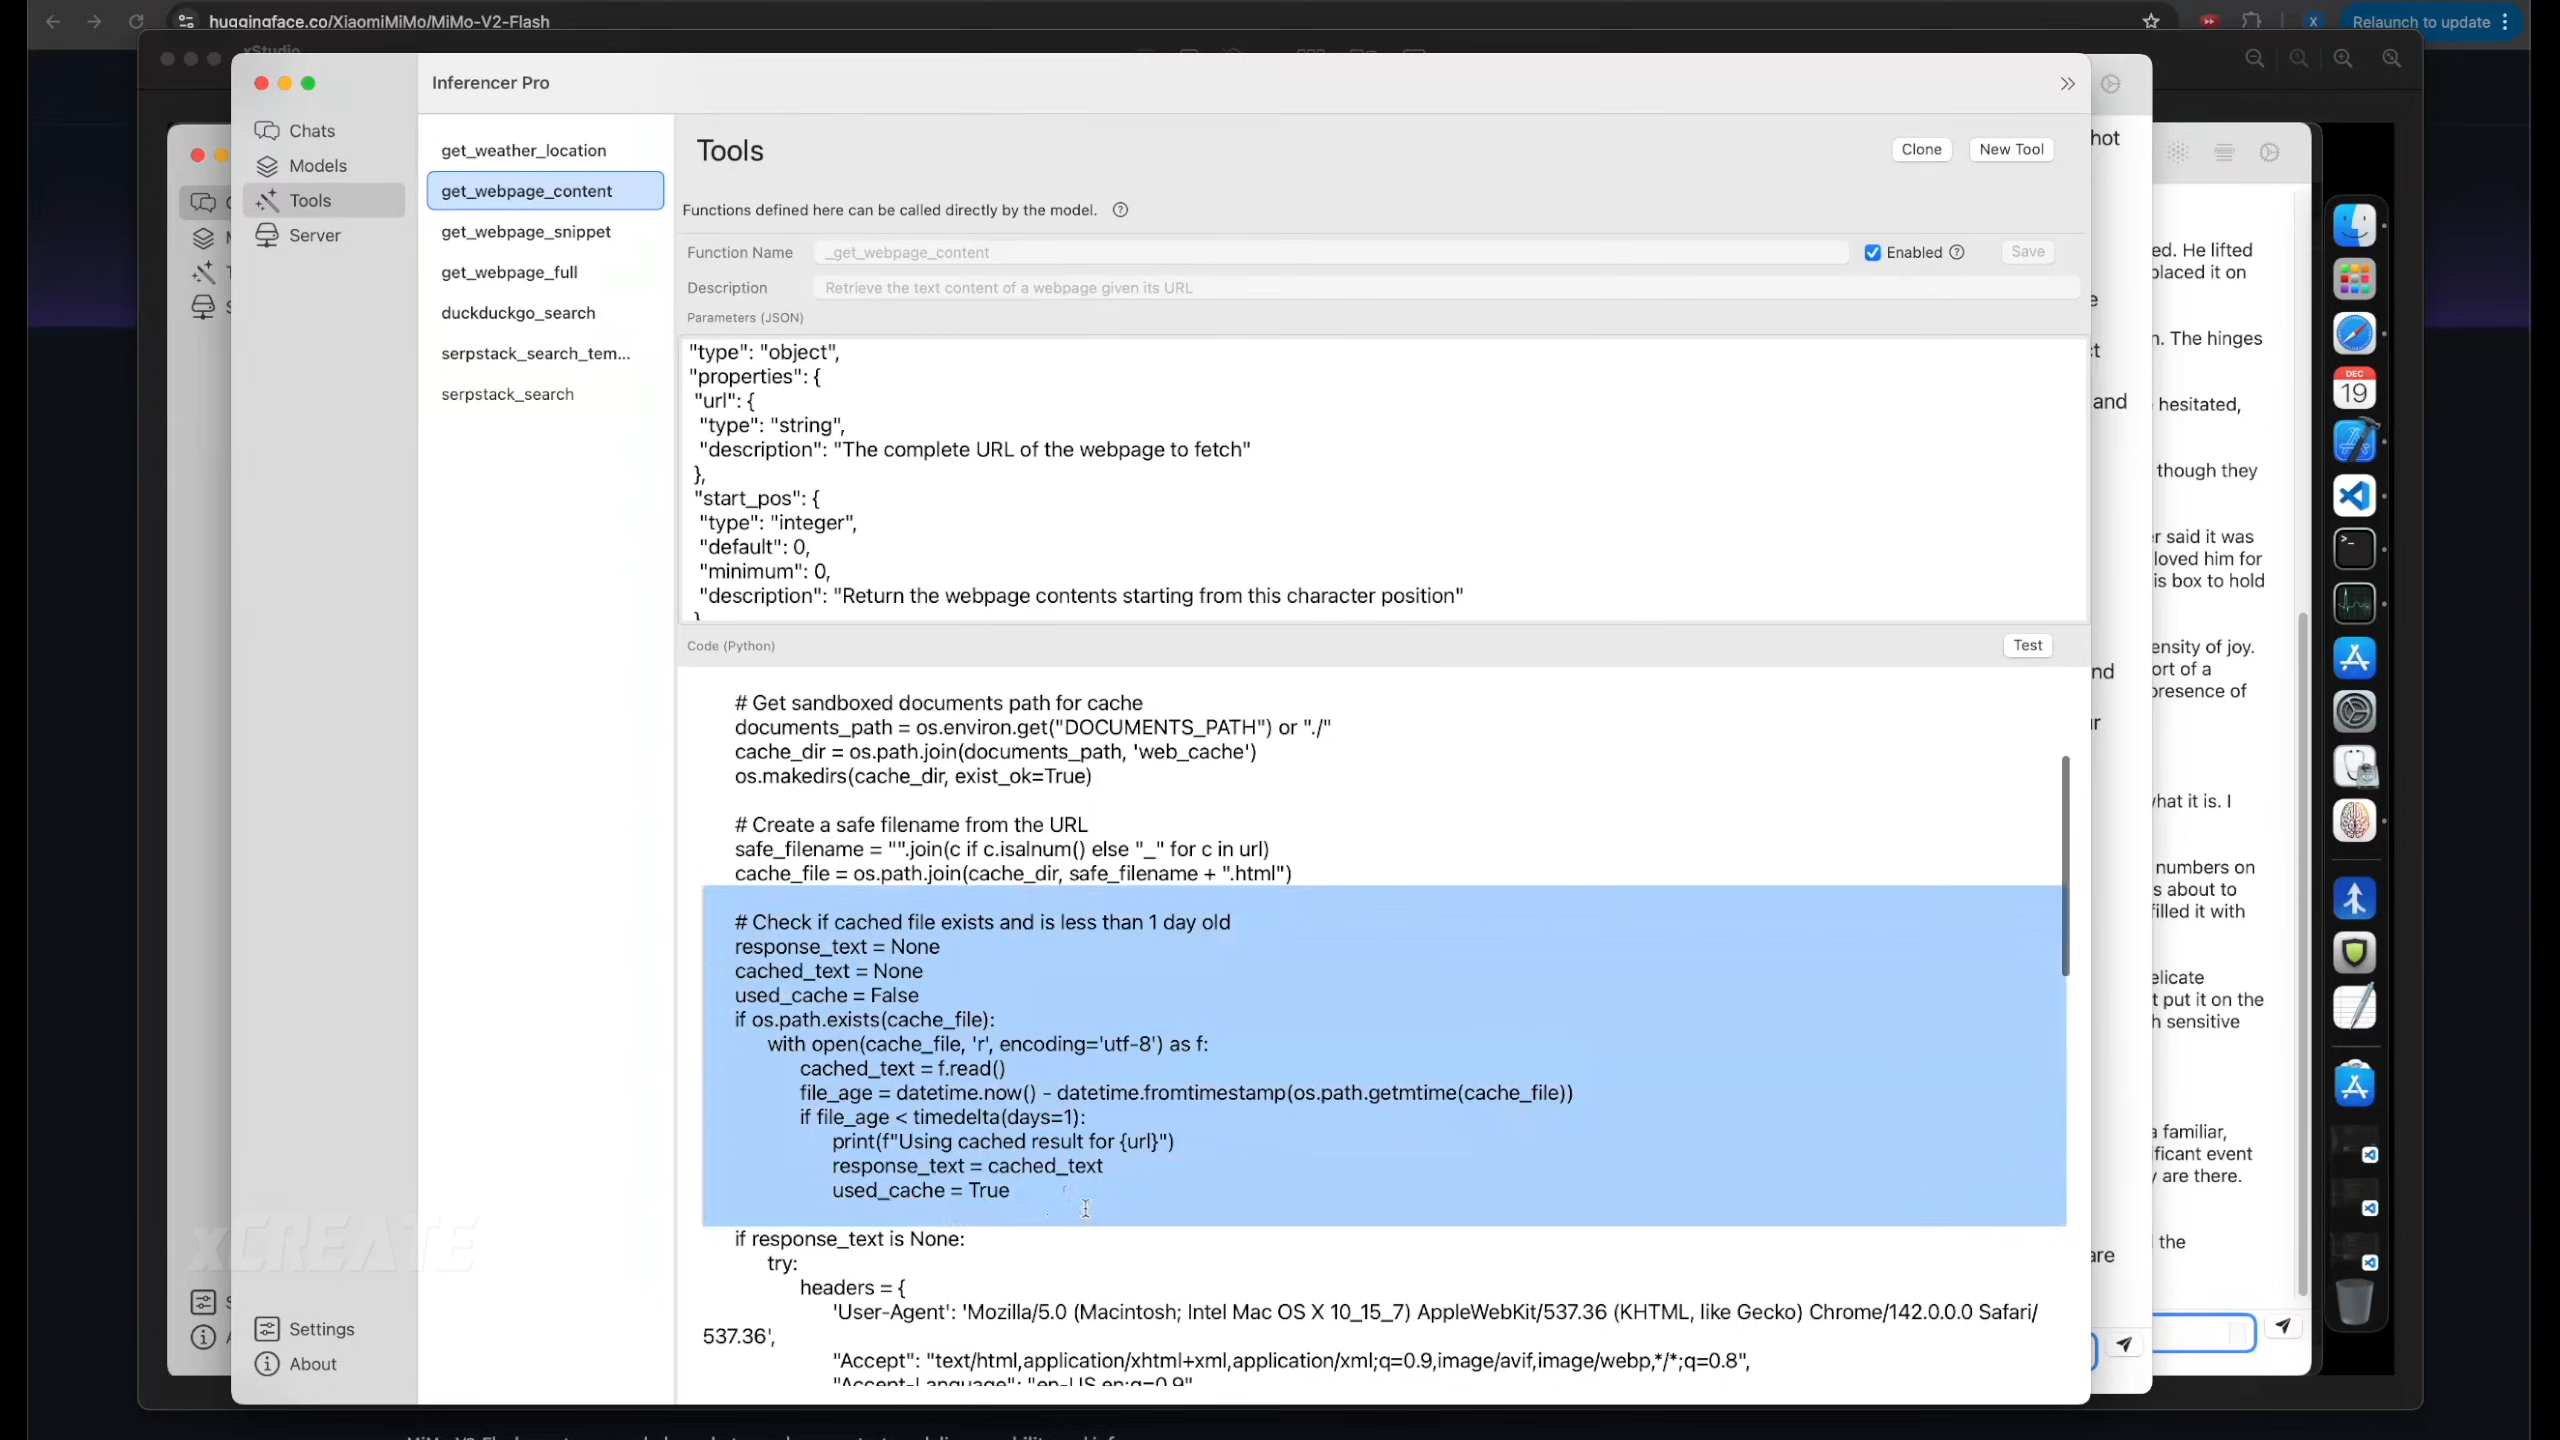 huggingface.co/XiaomiMiMo/MiMo-V2-Flash
X
Relaunch to update
xStudio
Inferencer Pro
Chats
Models
Tools
Server
Settings
About
get_weather_location
get_webpage_content
get_webpage_snippet
get_webpage_full
duckduckgo_search
serpstack_search_tem...
serpstack_search
Tools
Clone
New Tool
Functions defined here can be called directly by the model.
Function Name
_get_webpage_content
Enabled
Save
Description
Retrieve the text content of a webpage given its URL
Parameters (JSON)
"type": "object",
"properties": {
"url": {
"type": "string",
"description": "The complete URL of the webpage to fetch"
},
"start_pos": {
"type": "integer",
"default": 0,
"minimum": 0,
"description": "Return the webpage contents starting from this character position"
}
Code (Python)
Test
# Get sandboxed documents path for cache
documents_path = os.environ.get("DOCUMENTS_PATH") or "./"
cache_dir = os.path.join(documents_path, 'web_cache')
os.makedirs(cache_dir, exist_ok=True)
# Create a safe filename from the URL
safe_filename = "".join(c if c.isalnum() else "_" for c in url)
cache_file = os.path.join(cache_dir, safe_filename + ".html")
# Check if cached file exists and is less than 1 day old
response_text = None
cached_text = None
used_cache = False
if os.path.exists(cache_file):
with open(cache_file, 'r', encoding='utf-8') as f:
cached_text = f.read()
file_age = datetime.now() - datetime.fromtimestamp(os.path.getmtime(cache_file))
if file_age < timedelta(days=1):
print(f"Using cached result for {url}")
response_text = cached_text
used_cache = True
if response_text is None:
try:
headers = {
'User-Agent': 'Mozilla/5.0 (Macintosh; Intel Mac OS X 10_15_7) AppleWebKit/537.36 (KHTML, like Gecko) Chrome/142.0.0.0 Safari/
537.36',
"Accept": "text/html,application/xhtml+xml,application/xml;q=0.9,image/avif,image/webp,*/*;q=0.8",
"Accept-Language": "en-US,en;q=0.9"
xCREATE
hot
and
nd
are
ed. He lifted
placed it on
n. The hinges
hesitated,
though they
r said it was
loved him for
is box to hold
ensity of joy.
ort of a
presence of
hat it is. I
numbers on
s about to
filled it with
elicate
t put it on the
h sensitive
a familiar,
ificant event
y are there.
the
DEC
19